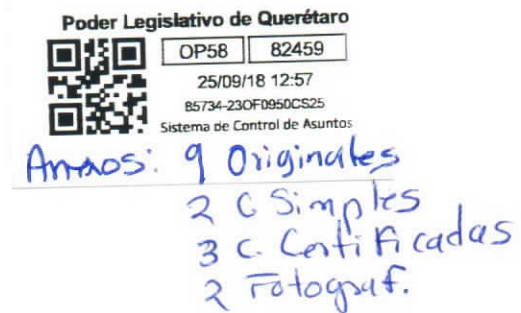 Poder Legislativo de Querétaro
OP58 82459
25/09/18 12:57
85734-23OF0950CS25
Sistema de Control de Asuntos
Anexos: 9 Originales
2 C Simples
3 C. Certificadas
2 Fotograf.